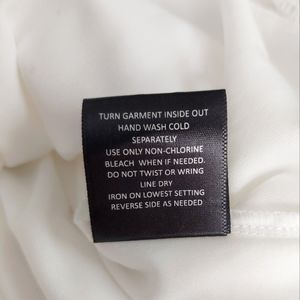 TURN GARMENT INSIDE OUT
HAND WASH COLD
SEPARATELY
USE ONLY NON-CHLORINE
BLEACH WHEN IF NEEDED.
DO NOT TWIST OR WRING
LINE DRY
IRON ON LOWEST SETTING
REVERSE SIDE AS NEEDED